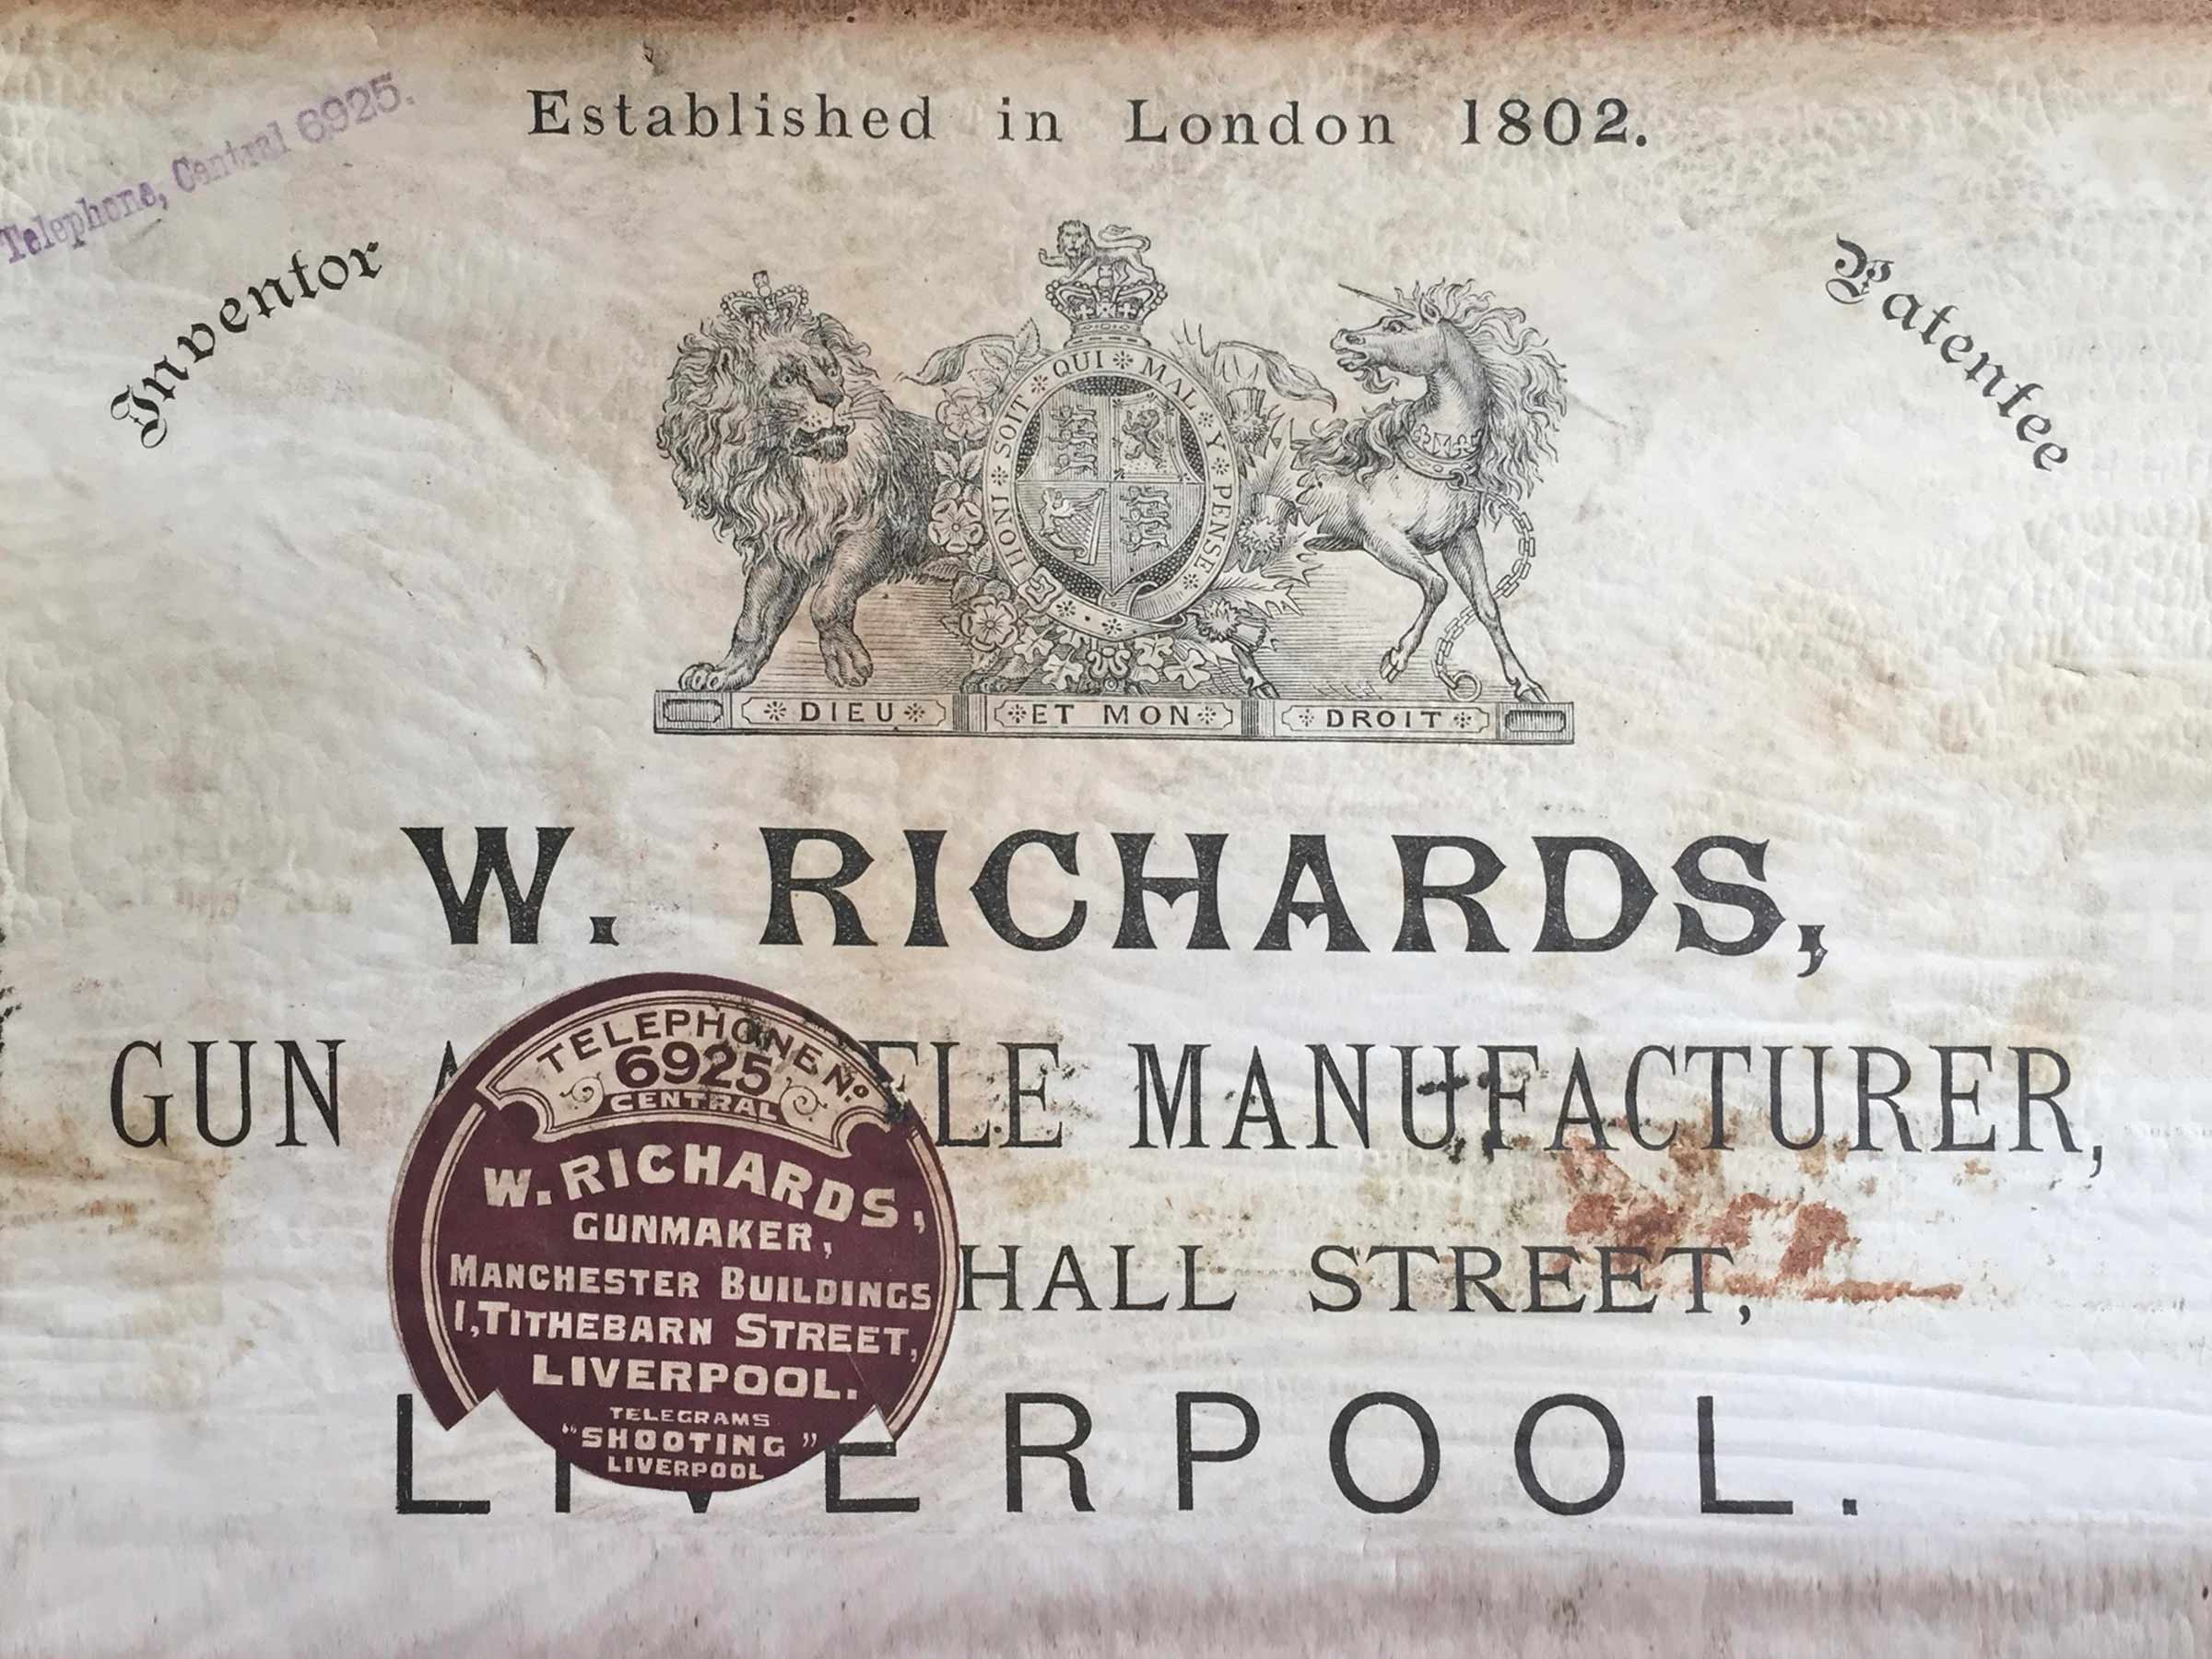 Telephone, Central 6925.
Established in London 1802.
Inventor
Patentee
HONI SOIT QUI MAL Y PENSE
DIEU ET MON DROIT
W. RICHARDS,
GUN MANUFACTURER,
HALL STREET,
LIVERPOOL.
TELEPHONE No.
6925
CENTRAL
W. RICHARDS,
GUNMAKER,
MANCHESTER BUILDINGS
1, TITHEBARN STREET,
LIVERPOOL.
TELEGRAMS
"SHOOTING"
LIVERPOOL